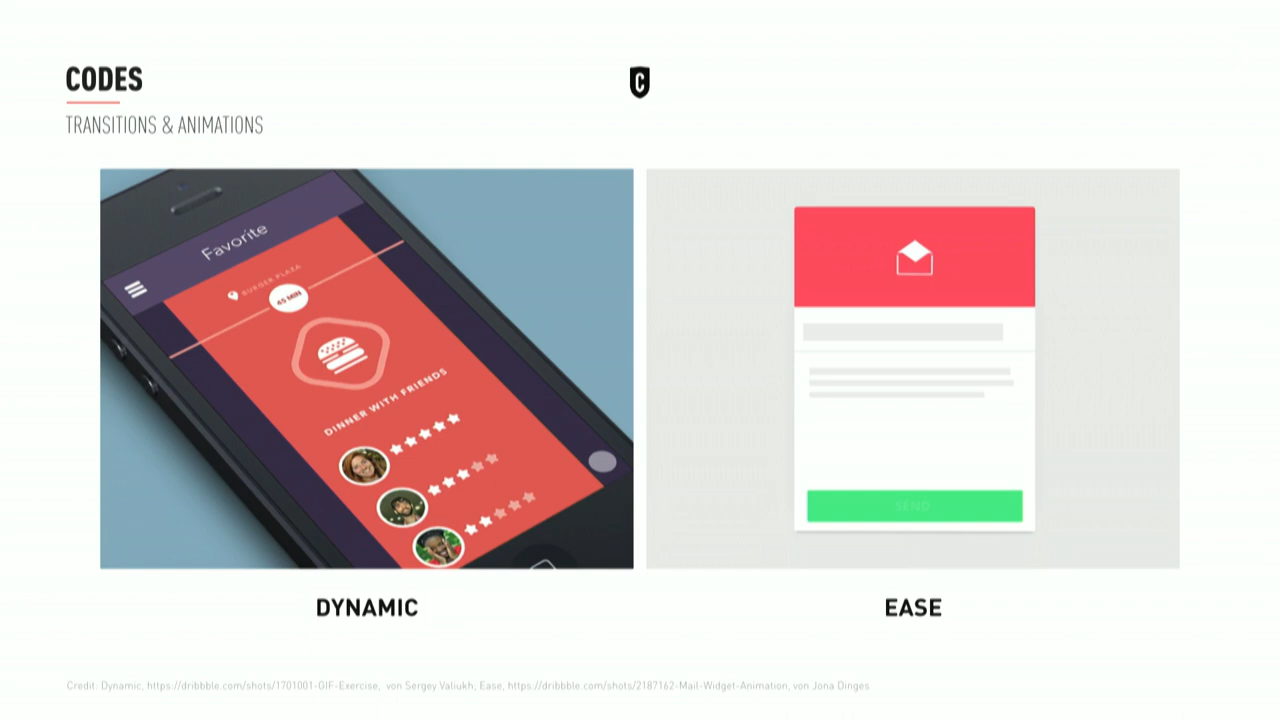 CODES
C
TRANSITIONS & ANIMATIONS
Favorite
BURGER PLAZA
45 MIN
DINNER WITH FRIENDS
SEND
DYNAMIC
EASE
Credit: Dynamic, https://dribbble.com/shots/1701001-GIF-Exercise, von Sergey Valiukh; Ease, https://dribbble.com/shots/2187162-Mail-Widget-Animation, von Jona Dinges